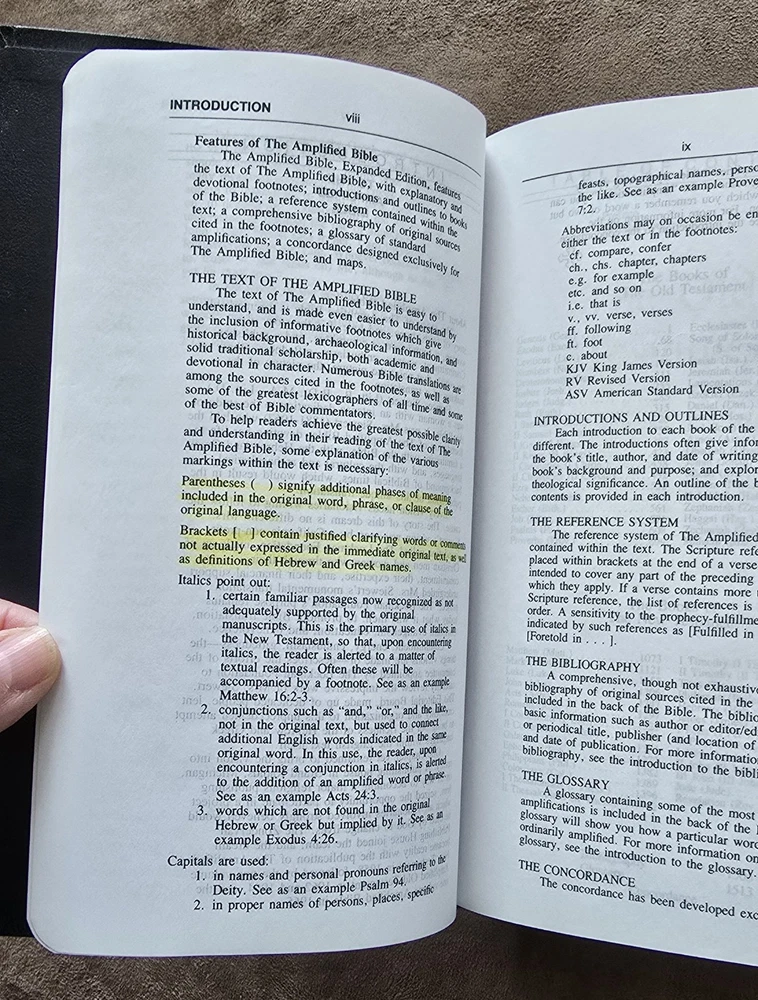 INTRODUCTION
viii
Features of The Amplified Bible
The Amplified Bible, Expanded Edition, features
the text of The Amplified Bible, with explanatory and
devotional footnotes; introductions and outlines to books
of the Bible; a reference system contained within the
text; a comprehensive bibliography of original sources
cited in the footnotes; a glossary of standard
amplifications; a concordance designed exclusively for
The Amplified Bible; and maps.
THE TEXT OF THE AMPLIFIED BIBLE
The text of The Amplified Bible is easy to
understand, and is made even easier to understand by
the inclusion of informative footnotes which give
historical background, archaeological information, and
solid traditional scholarship, both academic and
devotional in character. Numerous Bible translations are
among the sources cited in the footnotes, as well as
some of the greatest lexicographers of all time and some
of the best of Bible commentators.
To help readers achieve the greatest possible clarity
and understanding in their reading of the text of The
Amplified Bible, some explanation of the various
markings within the text is necessary:
Parentheses ( ) signify additional phases of meaning
included in the original word, phrase, or clause of the
original language.
Brackets [ ] contain justified clarifying words or comments
not actually expressed in the immediate original text, as well
as definitions of Hebrew and Greek names.
Italics point out:
1. certain familiar passages now recognized as not
adequately supported by the original
manuscripts. This is the primary use of italics in
the New Testament, so that, upon encountering
italics, the reader is alerted to a matter of
textual readings. Often these will be
accompanied by a footnote. See as an example
Matthew 16:2-3.
2. conjunctions such as “and,” “or,” and the like,
not in the original text, but used to connect
additional English words indicated in the same
original word. In this use, the reader, upon
encountering a conjunction in italics, is alerted
to the addition of an amplified word or phrase.
See as an example Acts 24:3.
3. words which are not found in the original
Hebrew or Greek but implied by it. See as an
example Exodus 4:26.
Capitals are used:
1. in names and personal pronouns referring to the
Deity. See as an example Psalm 94.
2. in proper names of persons, places, specific
ix
feasts, topographical names, perso
the like. See as an example Prove
7:2.
Abbreviations may on occasion be en
either the text or in the footnotes:
cf. compare, confer
ch., chs. chapter, chapters
e.g. for example
etc. and so on
i.e. that is
v., vv. verse, verses
ff. following
ft. foot
c. about
KJV King James Version
RV Revised Version
ASV American Standard Version
INTRODUCTIONS AND OUTLINES
Each introduction to each book of the
different. The introductions often give infor
the book's title, author, and date of writing
book's background and purpose; and explor
theological significance. An outline of the b
contents is provided in each introduction.
THE REFERENCE SYSTEM
The reference system of The Amplified
contained within the text. The Scripture refe
placed within brackets at the end of a verse
intended to cover any part of the preceding
which they apply. If a verse contains more
Scripture reference, the list of references is
order. A sensitivity to the prophecy-fulfillme
indicated by such references as [Fulfilled in
[Foretold in . . . ].
THE BIBLIOGRAPHY
A comprehensive, though not exhaustiv
bibliography of original sources cited in the
included in the back of the Bible. The biblio
basic information such as author or editor/ed
or periodical title, publisher (and location of
and date of publication. For more information
bibliography, see the introduction to the bibli
THE GLOSSARY
A glossary containing some of the most
amplifications is included in the back of the
glossary will show you how a particular word
ordinarily amplified. For more information on
glossary, see the introduction to the glossary.
THE CONCORDANCE
The concordance has been developed exc